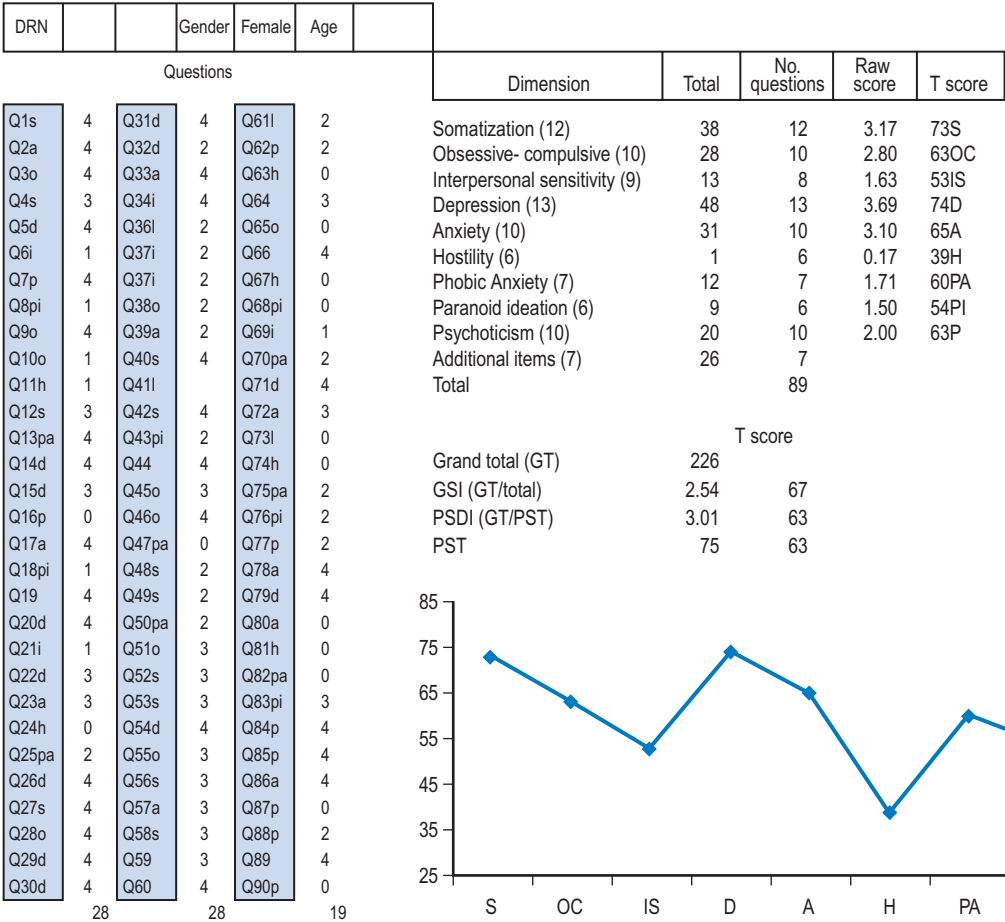 DRN Gender Female Age
Questions
Q1s 4 Q31d 4 Q61l 2
Q2a 4 Q32d 2 Q62p 2
Q3o 4 Q33a 4 Q63h 0
Q4s 3 Q34i 4 Q64 3
Q5d 4 Q36l 2 Q65o 0
Q6i 1 Q37i 2 Q66 4
Q7p 4 Q37i 2 Q67h 0
Q8pi 1 Q38o 2 Q68pi 0
Q9o 4 Q39a 2 Q69i 1
Q10o 1 Q40s 4 Q70pa 2
Q11h 1 Q41l Q71d 4
Q12s 3 Q42s 4 Q72a 3
Q13pa 4 Q43pi 2 Q73l 0
Q14d 4 Q44 4 Q74h 0
Q15d 3 Q45o 3 Q75pa 2
Q16p 0 Q46o 4 Q76pi 2
Q17a 4 Q47pa 0 Q77p 2
Q18pi 1 Q48s 2 Q78a 4
Q19 4 Q49s 2 Q79d 4
Q20d 4 Q50pa 2 Q80a 0
Q21i 1 Q51o 3 Q81h 0
Q22d 3 Q52s 3 Q82pa 0
Q23a 3 Q53s 3 Q83pi 3
Q24h 0 Q54d 4 Q84p 4
Q25pa 2 Q55o 3 Q85p 4
Q26d 4 Q56s 3 Q86a 4
Q27s 4 Q57a 3 Q87p 0
Q28o 4 Q58s 3 Q88p 2
Q29d 4 Q59 3 Q89 4
Q30d 4 Q60 4 Q90p 0
28 28 19
Dimension Total No. questions Raw score T score
Somatization (12) 38 12 3.17 73S
Obsessive- compulsive (10) 28 10 2.80 63OC
Interpersonal sensitivity (9) 13 8 1.63 53IS
Depression (13) 48 13 3.69 74D
Anxiety (10) 31 10 3.10 65A
Hostility (6) 1 6 0.17 39H
Phobic Anxiety (7) 12 7 1.71 60PA
Paranoid ideation (6) 9 6 1.50 54PI
Psychoticism (10) 20 10 2.00 63P
Additional items (7) 26 7
Total 89
T score
Grand total (GT) 226
GSI (GT/total) 2.54 67
PSDI (GT/PST) 3.01 63
PST 75 63
85
75
65
55
45
35
25
S OC IS D A H PA